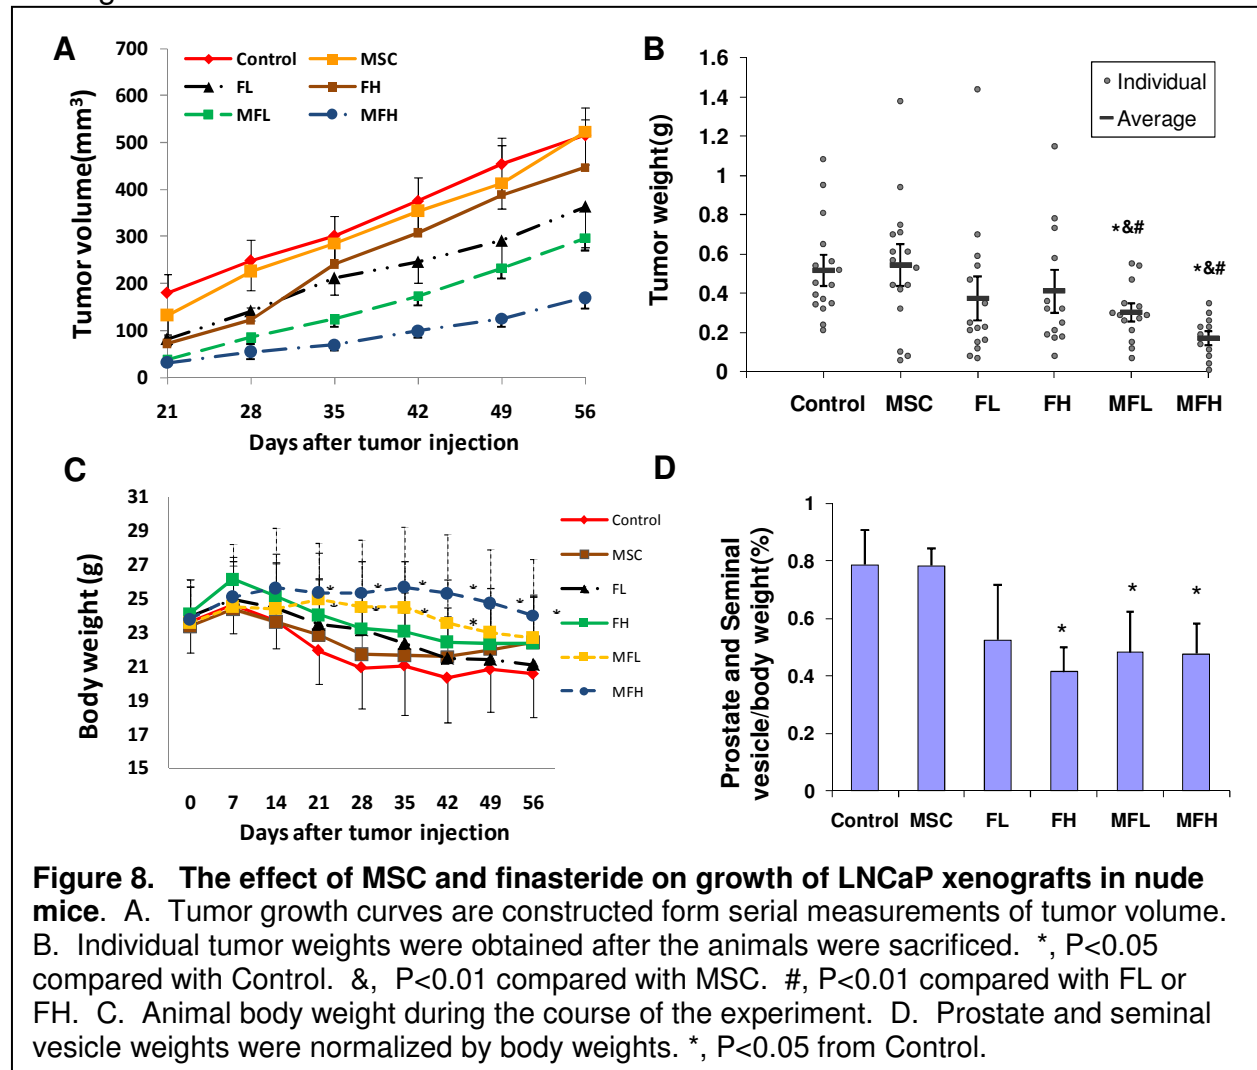 A
700
600
500
400
300
200
100
0
Tumor volume(mm³)
Control
MSC
FL
FH
MFL
MFH
21 28 35 42 49 56
Days after tumor injection
B
1.6
1.4
1.2
1
0.8
0.6
0.4
0.2
0
Tumor weight(g)
Individual
Average
*&#
*&#
Control MSC FL FH MFL MFH
C
31
29
27
25
23
21
19
17
15
Body weight (g)
Control
MSC
FL
FH
MFL
MFH
0 7 14 21 28 35 42 49 56
Days after tumor injection
D
1
0.8
0.6
0.4
0.2
0
Prostate and Seminal
vesicle/body weight(%)
* * *
Control MSC FL FH MFL MFH
Figure 8. The effect of MSC and finasteride on growth of LNCaP xenografts in nude
mice. A. Tumor growth curves are constructed form serial measurements of tumor volume.
B. Individual tumor weights were obtained after the animals were sacrificed. *, P<0.05
compared with Control. &, P<0.01 compared with MSC. #, P<0.01 compared with FL or
FH. C. Animal body weight during the course of the experiment. D. Prostate and seminal
vesicle weights were normalized by body weights. *, P<0.05 from Control.